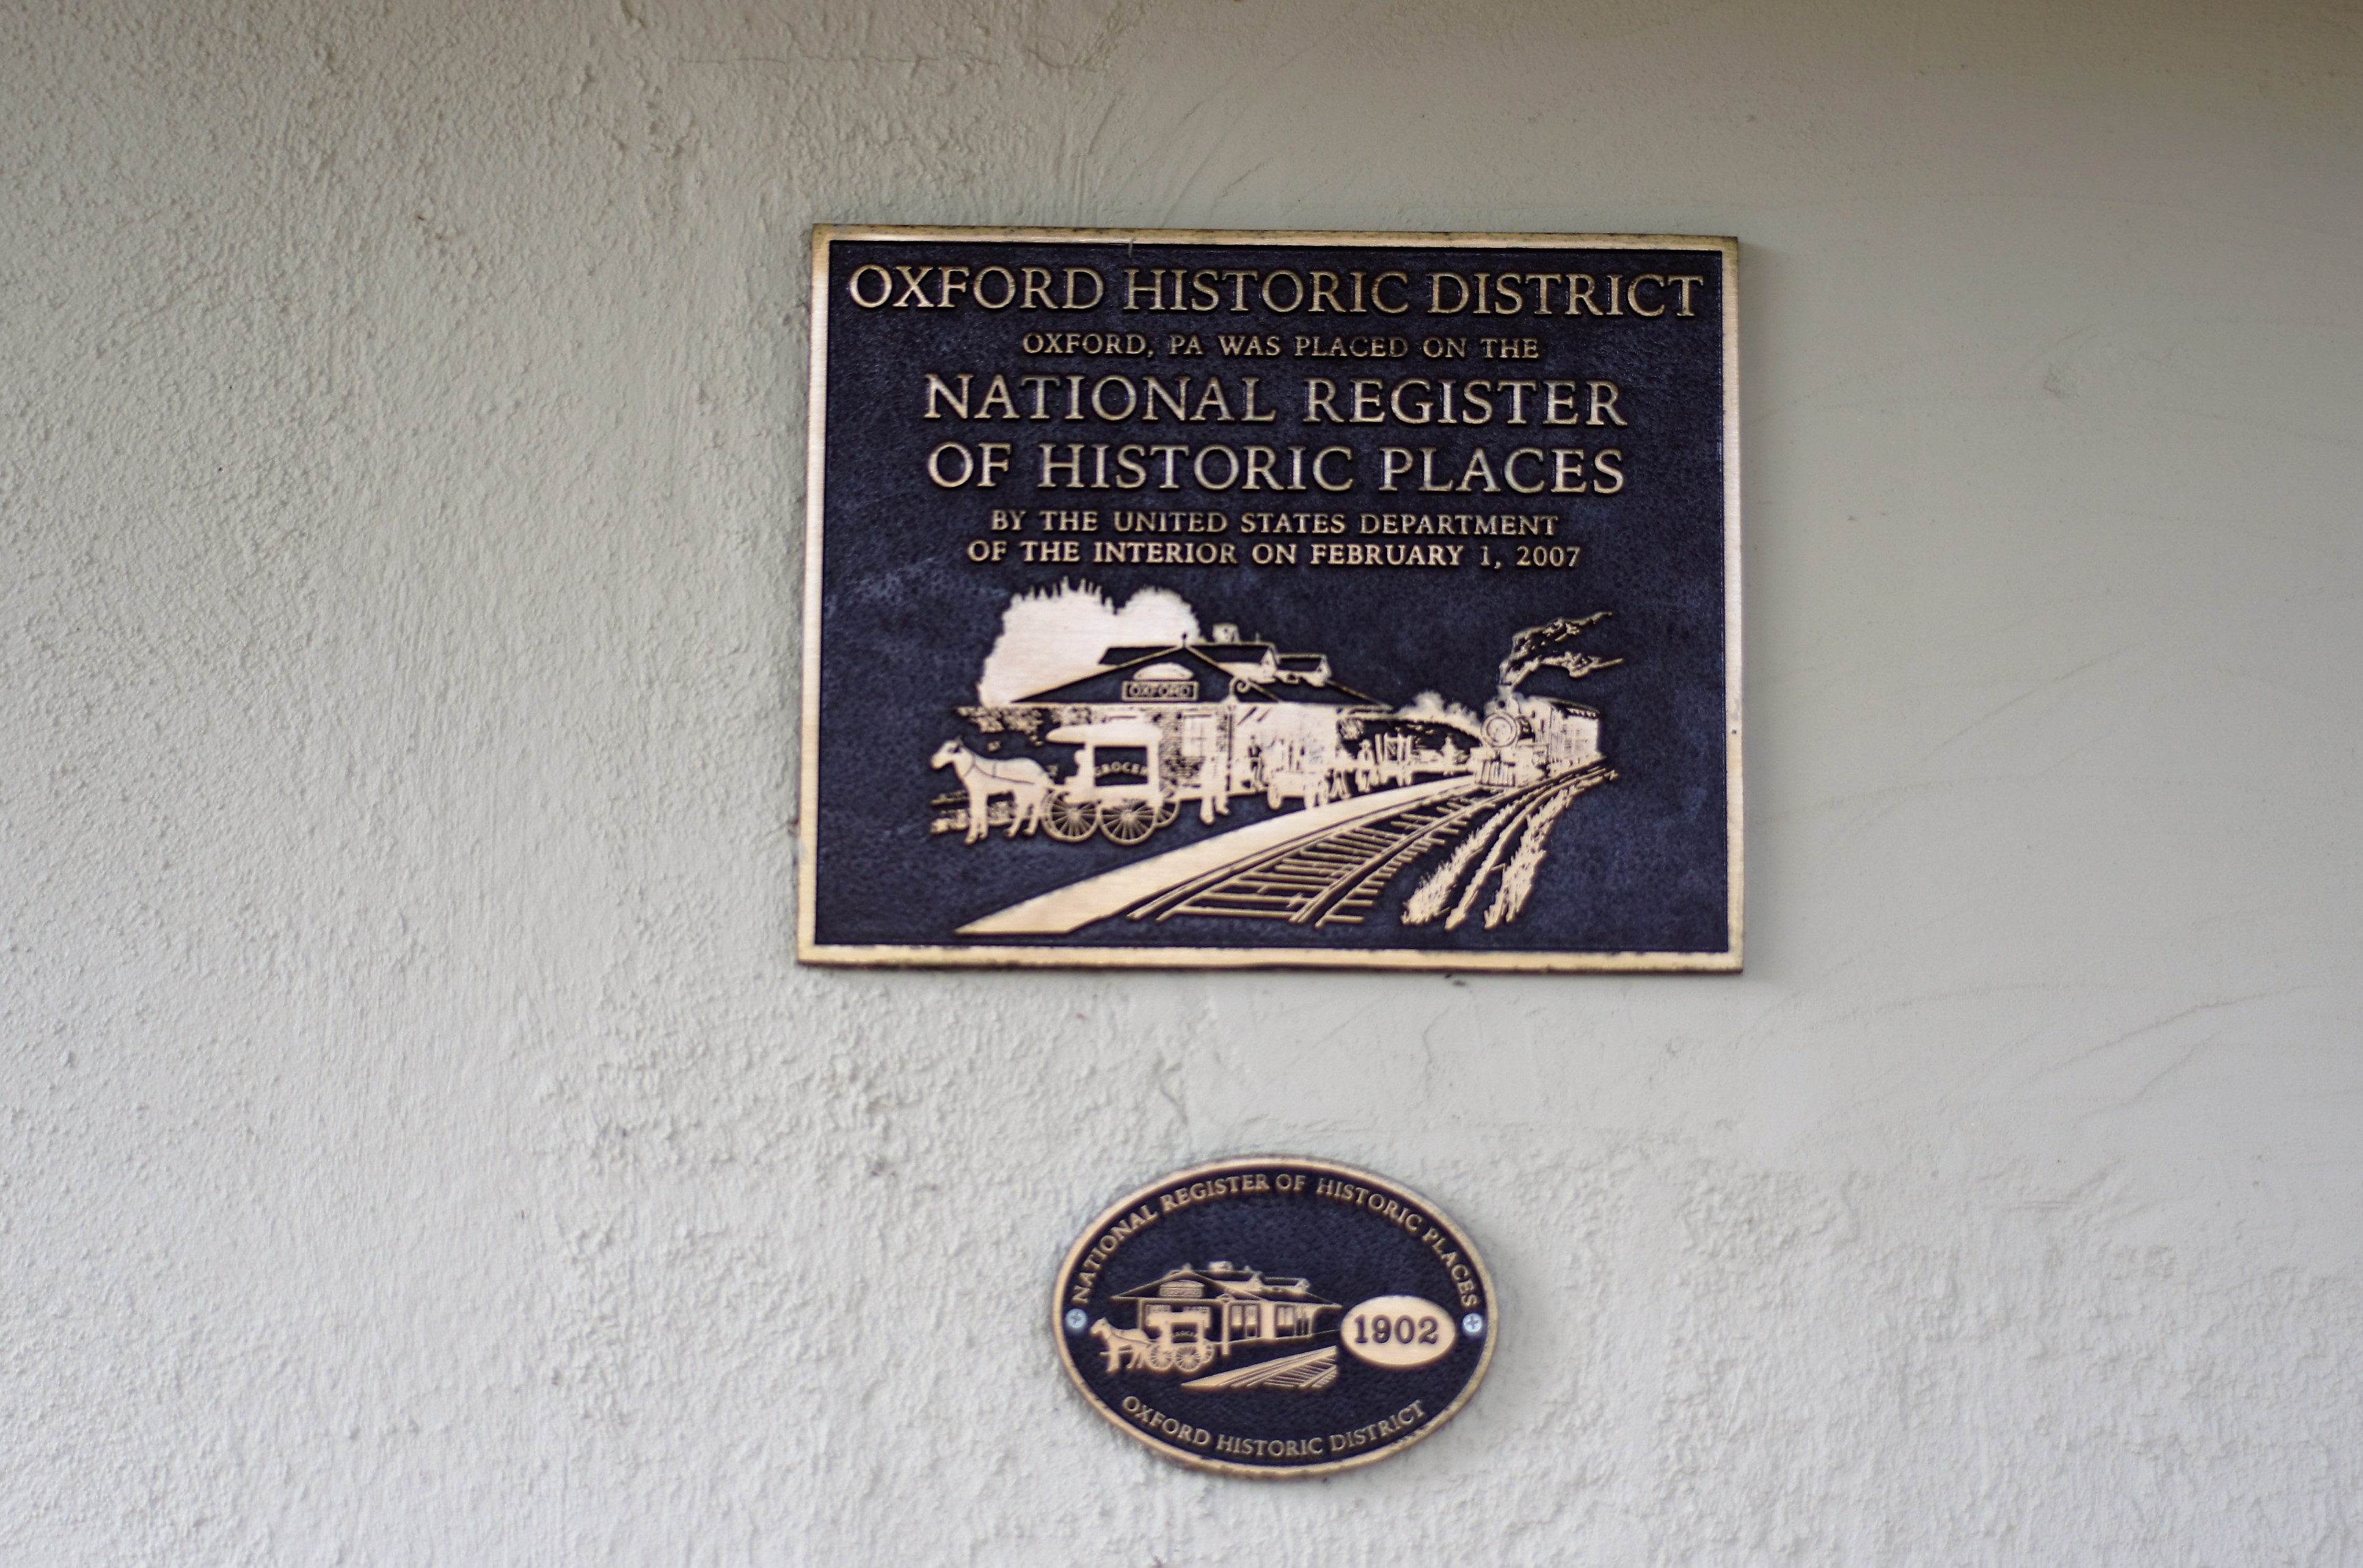 OXFORD HISTORIC DISTRICT
OXFORD, PA WAS PLACED ON THE
NATIONAL REGISTER
OF HISTORIC PLACES
BY THE UNITED STATES DEPARTMENT
OF THE INTERIOR ON FEBRUARY 1, 2007
OXFORD
GROCER
NATIONAL REGISTER OF HISTORIC PLACES
1902
OXFORD HISTORIC DISTRICT